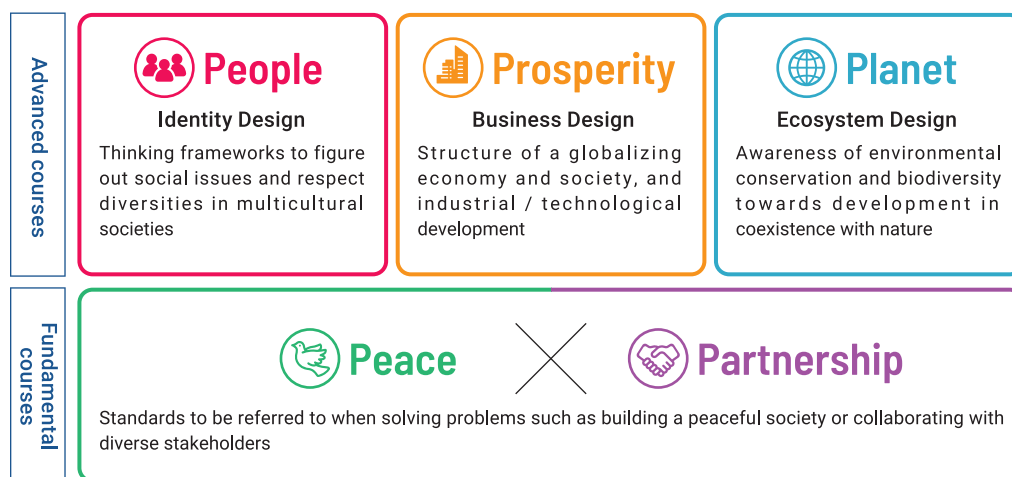 Advanced courses
People
Identity Design
Thinking frameworks to figure
out social issues and respect
diversities in multicultural
societies
Prosperity
Business Design
Structure of a globalizing
economy and society, and
industrial / technological
development
Planet
Ecosystem Design
Awareness of environmental
conservation and biodiversity
towards development in
coexistence with nature
Fundamental
courses
Peace
Partnership
Standards to be referred to when solving problems such as building a peaceful society or collaborating with
diverse stakeholders